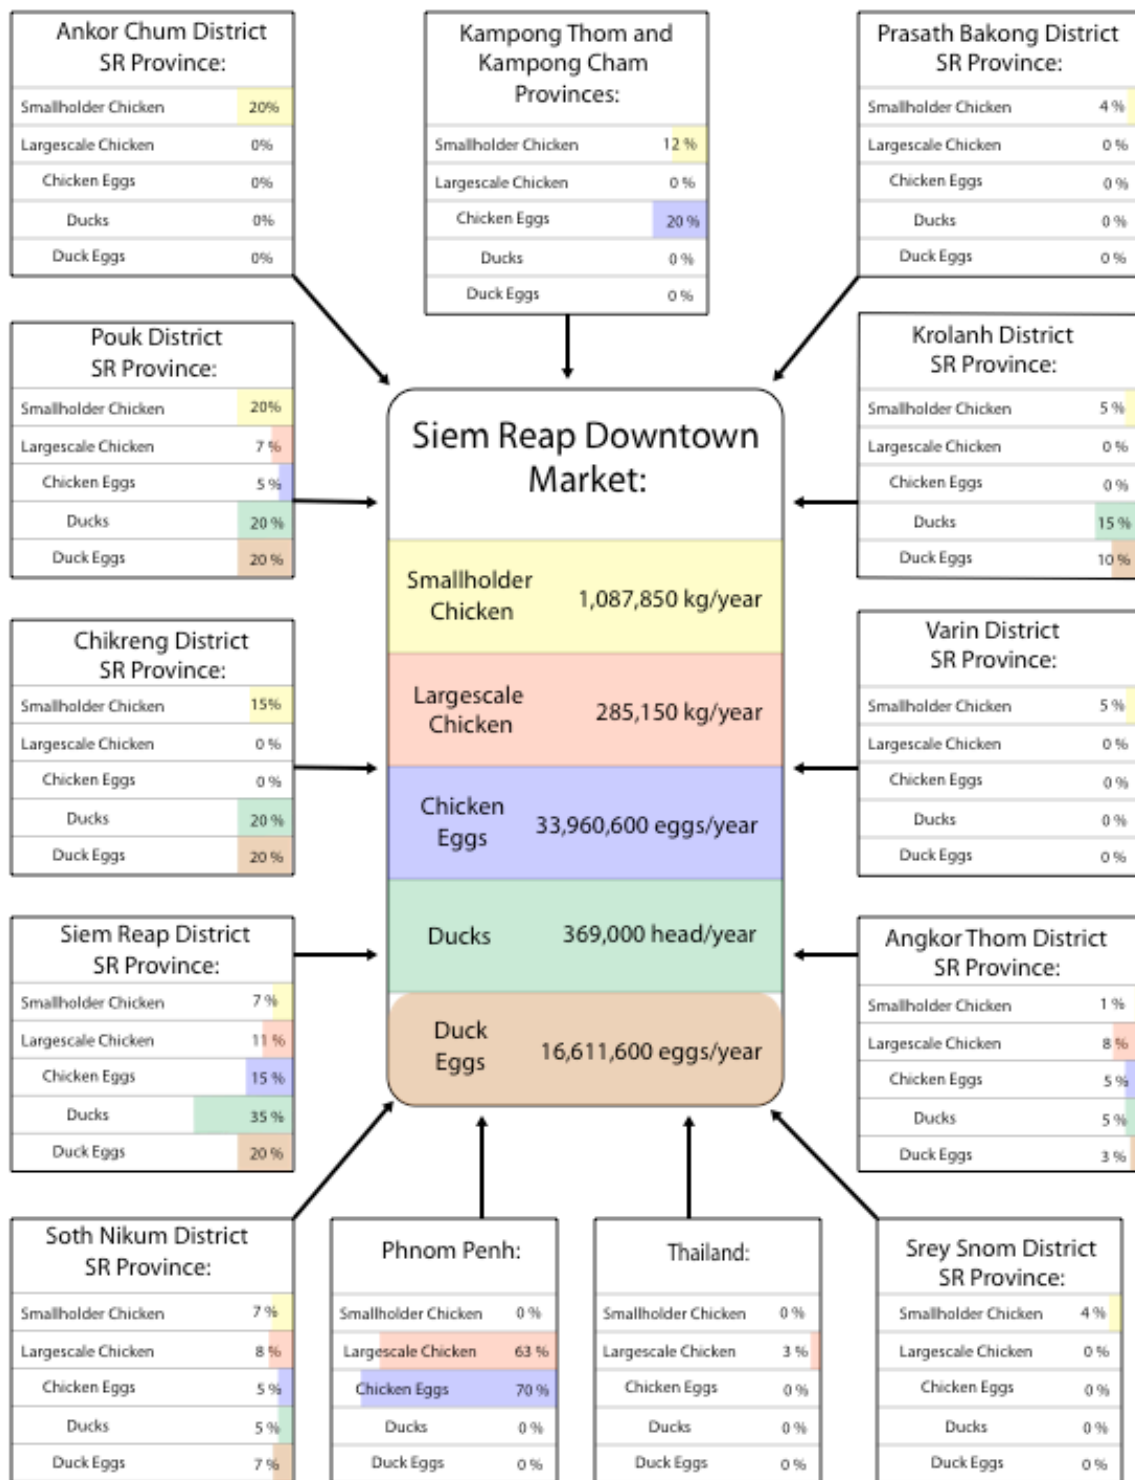 Ankor Chum District
SR Province:
Smallholder Chicken 20%
Largescale Chicken 0%
Chicken Eggs 0%
Ducks 0%
Duck Eggs 0%
Kampong Thom and
Kampong Cham
Provinces:
Smallholder Chicken 12 %
Largescale Chicken 0 %
Chicken Eggs 20 %
Ducks 0 %
Duck Eggs 0 %
Prasath Bakong District
SR Province:
Smallholder Chicken 4 %
Largescale Chicken 0 %
Chicken Eggs 0 %
Ducks 0 %
Duck Eggs 0 %
Pouk District
SR Province:
Smallholder Chicken 20%
Largescale Chicken 7 %
Chicken Eggs 5 %
Ducks 20 %
Duck Eggs 20 %
Siem Reap Downtown
Market:
Smallholder
Chicken 1,087,850 kg/year
Largescale
Chicken 285,150 kg/year
Chicken
Eggs 33,960,600 eggs/year
Ducks 369,000 head/year
Duck
Eggs 16,611,600 eggs/year
Krolanh District
SR Province:
Smallholder Chicken 5 %
Largescale Chicken 0 %
Chicken Eggs 0 %
Ducks 15 %
Duck Eggs 10 %
Chikreng District
SR Province:
Smallholder Chicken 15%
Largescale Chicken 0 %
Chicken Eggs 0 %
Ducks 20 %
Duck Eggs 20 %
Varin District
SR Province:
Smallholder Chicken 5 %
Largescale Chicken 0 %
Chicken Eggs 0 %
Ducks 0 %
Duck Eggs 0 %
Siem Reap District
SR Province:
Smallholder Chicken 7 %
Largescale Chicken 11 %
Chicken Eggs 15 %
Ducks 35 %
Duck Eggs 20 %
Angkor Thom District
SR Province:
Smallholder Chicken 1 %
Largescale Chicken 8 %
Chicken Eggs 5 %
Ducks 5 %
Duck Eggs 3 %
Soth Nikum District
SR Province:
Smallholder Chicken 7 %
Largescale Chicken 8 %
Chicken Eggs 5 %
Ducks 5 %
Duck Eggs 7 %
Phnom Penh:
Smallholder Chicken 0 %
Largescale Chicken 63 %
Chicken Eggs 70 %
Ducks 0 %
Duck Eggs 0 %
Thailand:
Smallholder Chicken 0 %
Largescale Chicken 3 %
Chicken Eggs 0 %
Ducks 0 %
Duck Eggs 0 %
Srey Snom District
SR Province:
Smallholder Chicken 4 %
Largescale Chicken 0 %
Chicken Eggs 0 %
Ducks 0 %
Duck Eggs 0 %